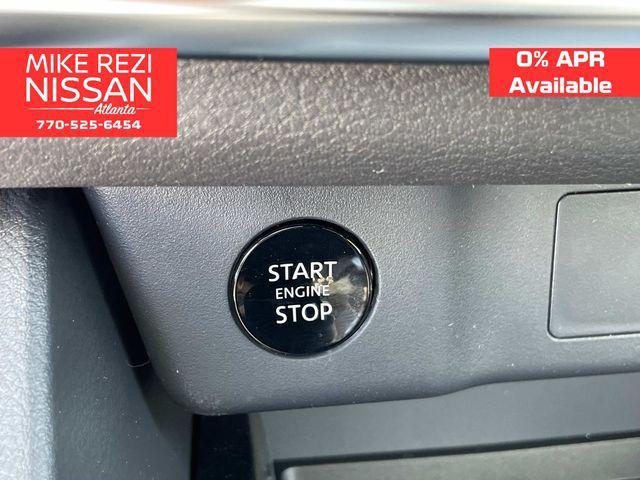 MIKE REZI
NISSAN
Atlanta
770-525-6454
0% APR
Available
START
ENGINE
STOP